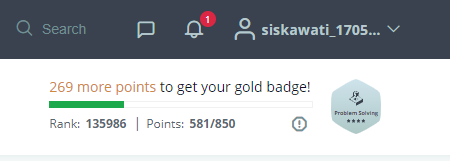 Search 1 siskawati_1705...
269 more points to get your gold badge!
Rank: 135986 | Points: 581/850
Problem Solving